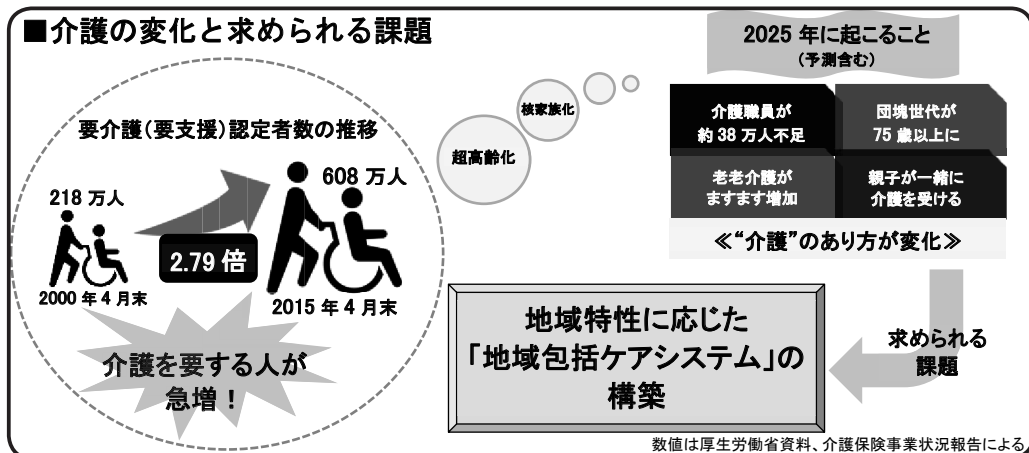 ■介護の変化と求められる課題
要介護(要支援)認定者数の推移
218 万人
2000 年 4 月末
2.79 倍
608 万人
2015 年 4 月末
介護を要する人が
急増！
超高齢化
核家族化
2025 年に起こること
(予測含む)
介護職員が
約 38 万人不足
団塊世代が
75 歳以上に
老老介護が
ますます増加
親子が一緒に
介護を受ける
≪“介護”のあり方が変化≫
求められる
課題
地域特性に応じた
「地域包括ケアシステム」の
構築
数値は厚生労働省資料、介護保険事業状況報告による